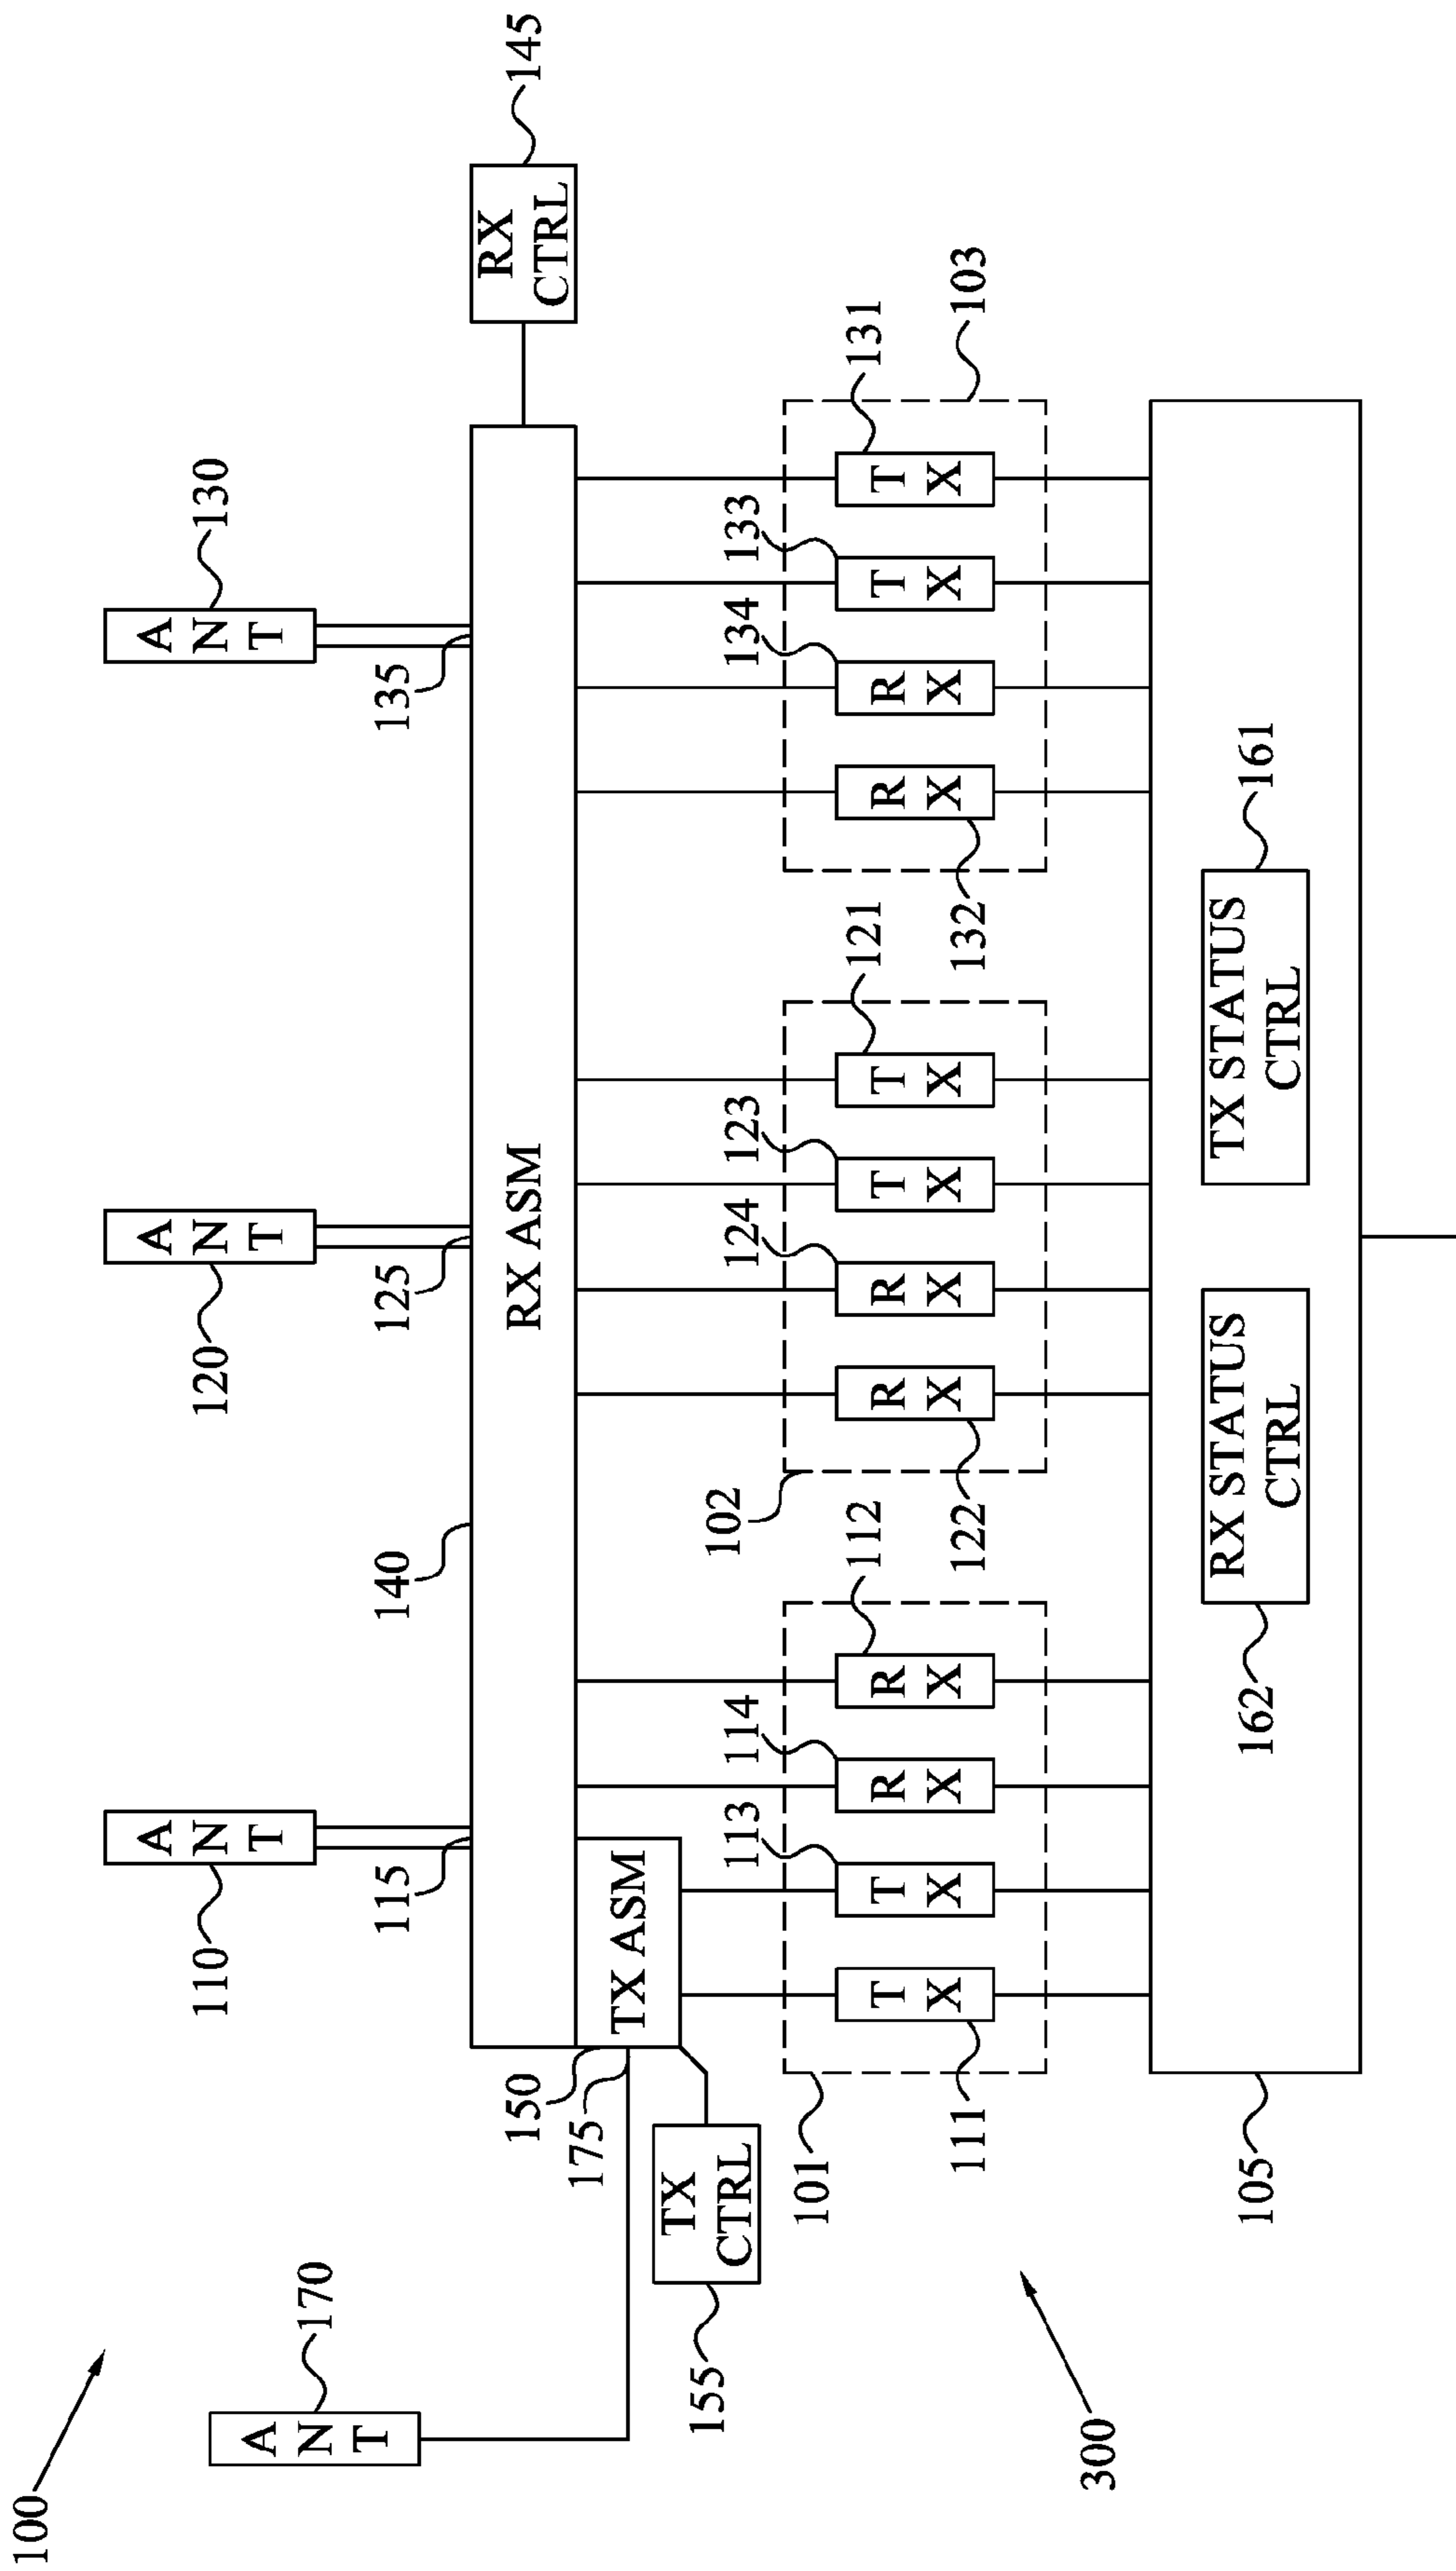 100
ANT
170
ANT
110
ANT
120
ANT
130
115
125
135
140
RX ASM
RX
CTRL
145
150
175
TX ASM
TX
CTRL
155
113
114
102
123
124
133
134
101
TX
TX
RX
RX
112
RX
RX
TX
TX
121
RX
RX
TX
TX
131
103
111
122
132
300
105
162
RX STATUS
CTRL
TX STATUS
CTRL
161